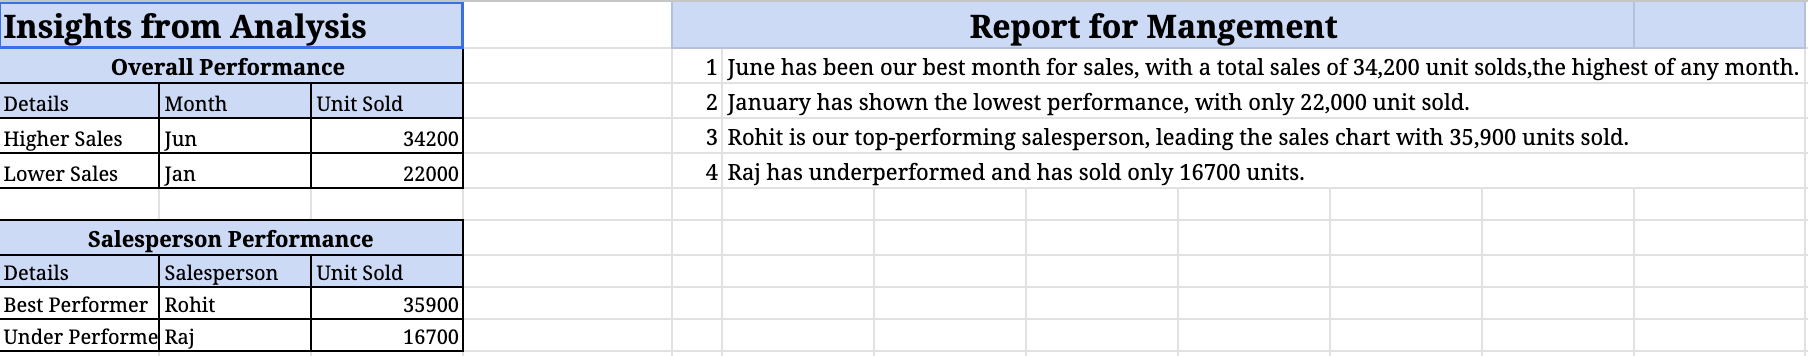 Insights from Analysis
Overall Performance
Details Month Unit Sold
Higher Sales Jun 34200
Lower Sales Jan 22000
Salesperson Performance
Details Salesperson Unit Sold
Best Performer Rohit 35900
Under Performe Raj 16700
Report for Mangement
1 June has been our best month for sales, with a total sales of 34,200 unit solds,the highest of any month.
2 January has shown the lowest performance, with only 22,000 unit sold.
3 Rohit is our top-performing salesperson, leading the sales chart with 35,900 units sold.
4 Raj has underperformed and has sold only 16700 units.